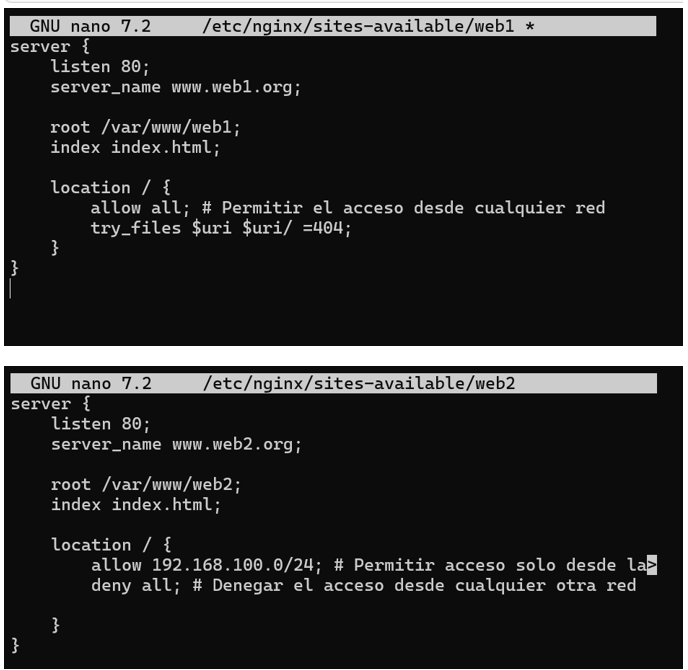 GNU nano 7.2 /etc/nginx/sites-available/web1 *
server {
listen 80;
server_name www.web1.org;
root /var/www/web1;
index index.html;
location / {
allow all; # Permitir el acceso desde cualquier red
try_files $uri $uri/ =404;
}
}
GNU nano 7.2 /etc/nginx/sites-available/web2
server {
listen 80;
server_name www.web2.org;
root /var/www/web2;
index index.html;
location / {
allow 192.168.100.0/24; # Permitir acceso solo desde la>
deny all; # Denegar el acceso desde cualquier otra red
}
}